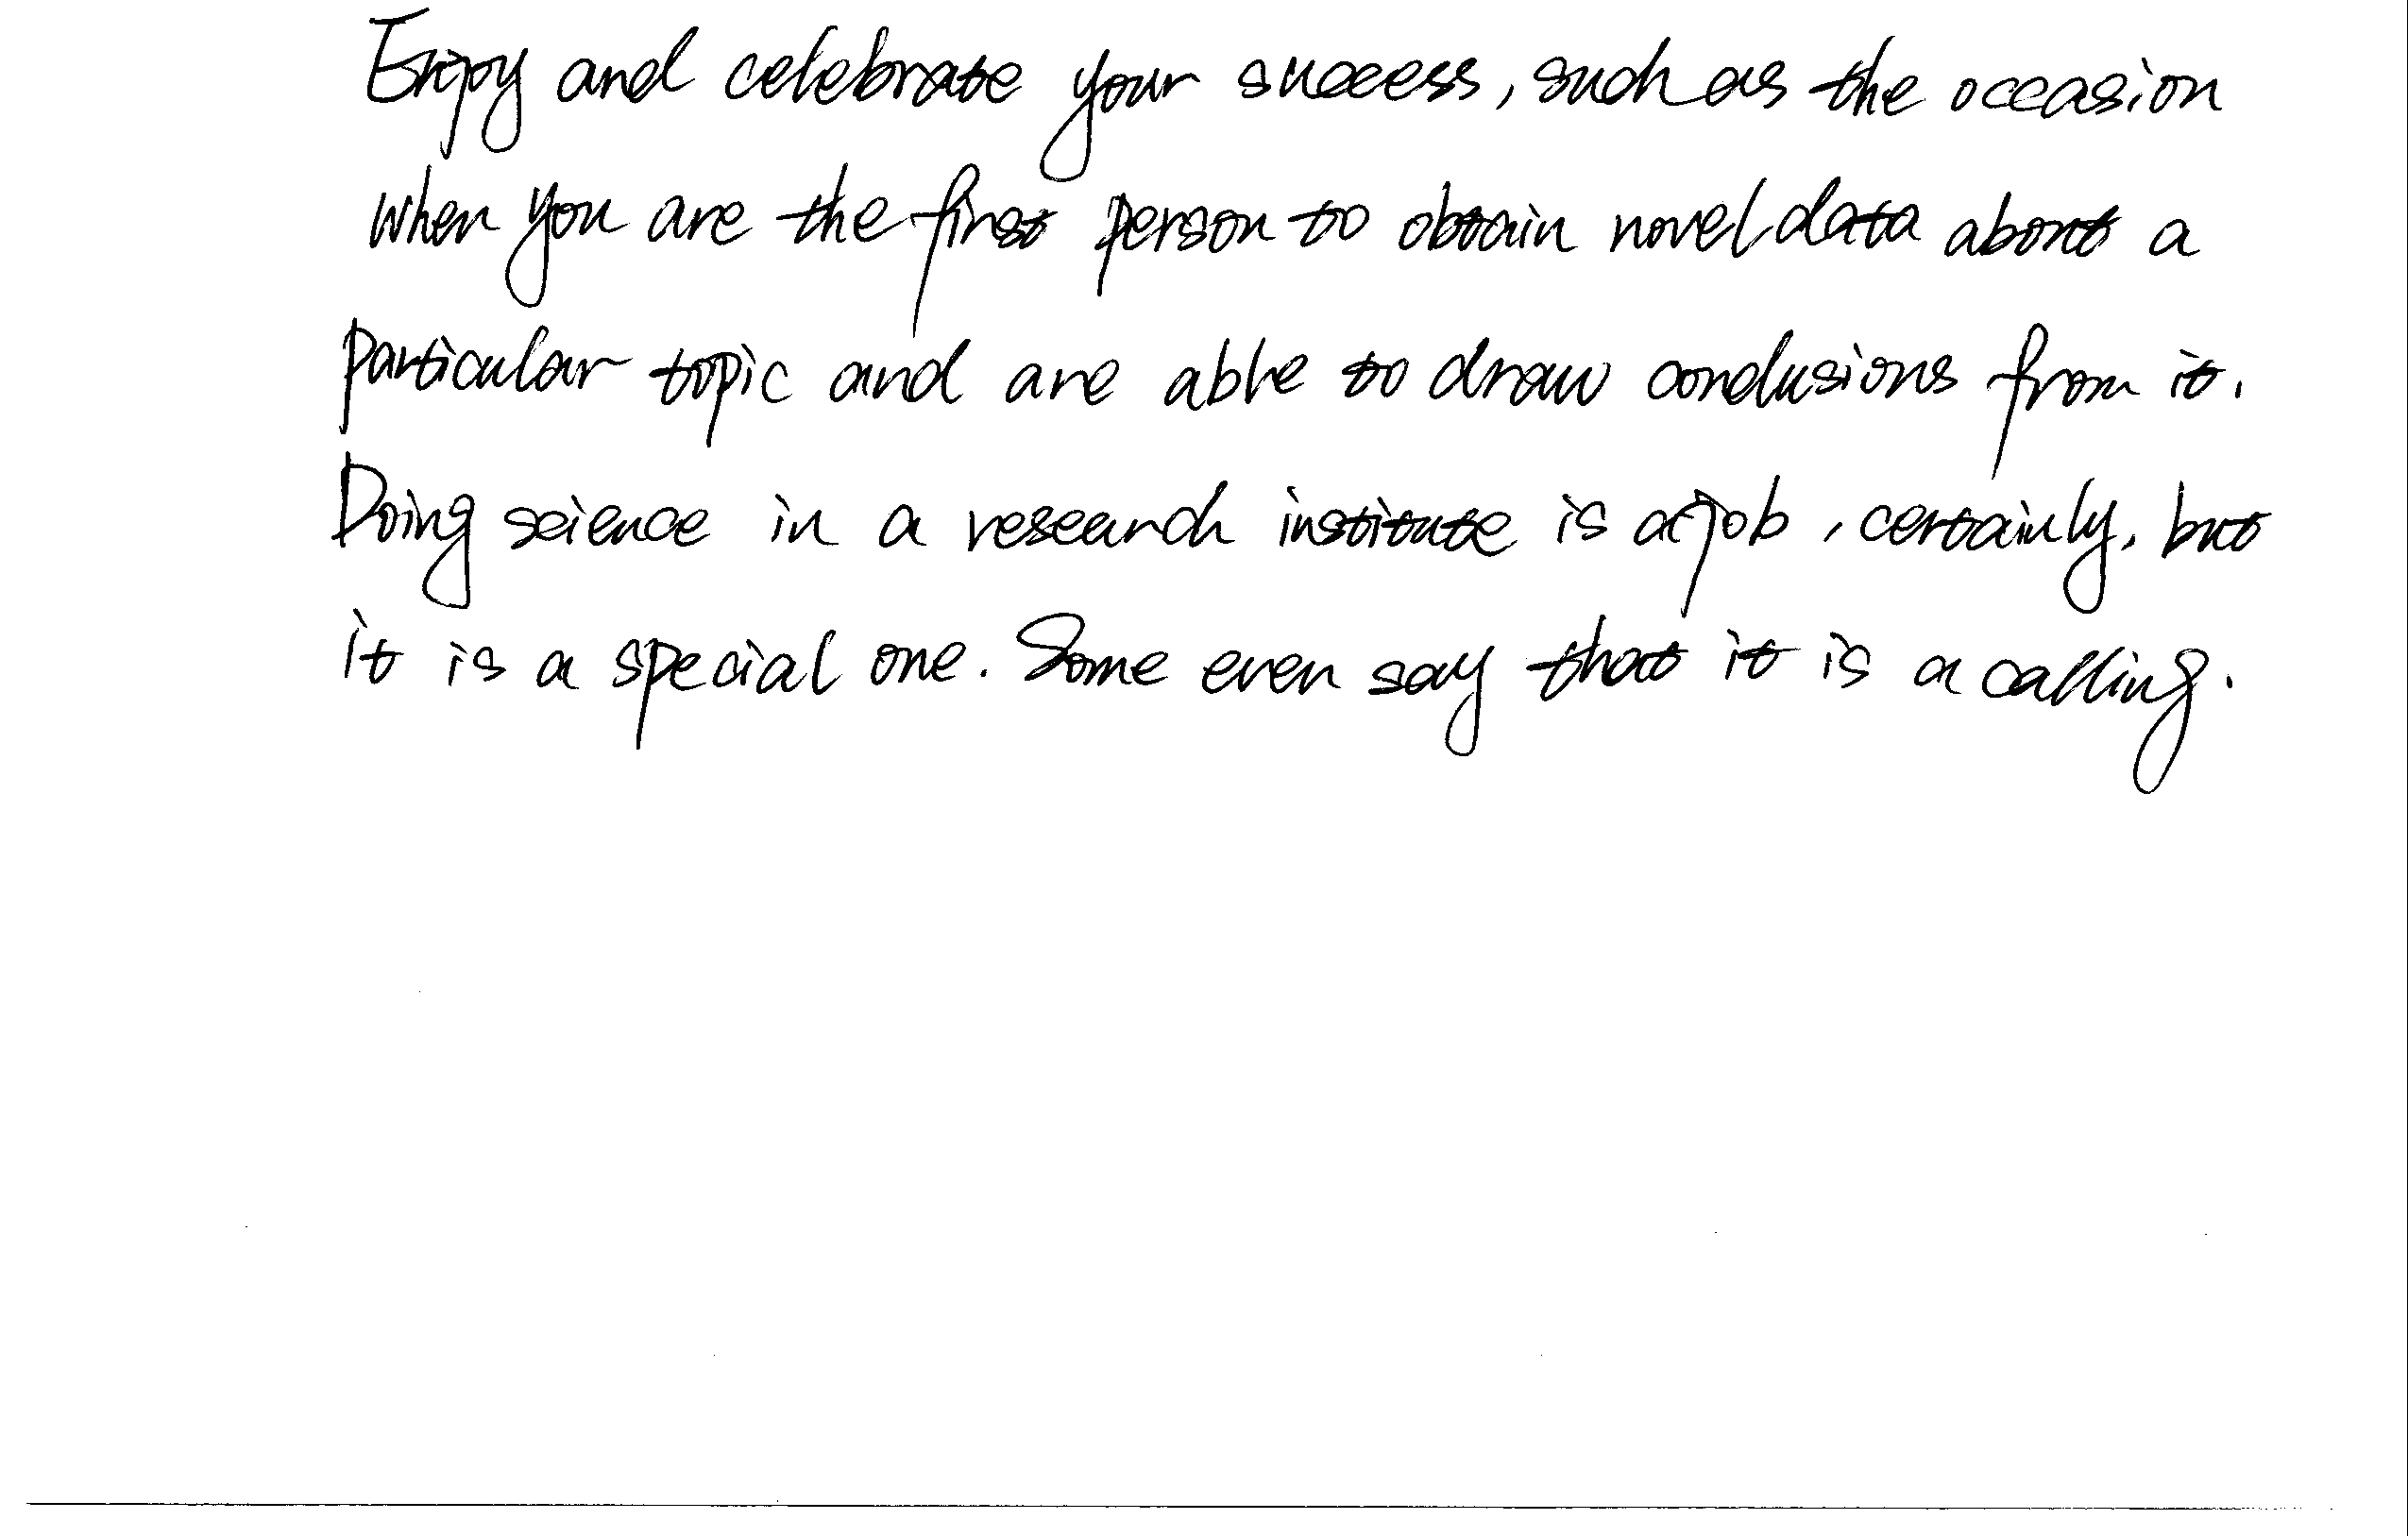 Enjoy and celebrate your success, such as the occasion
when you are the first person to obtain novel data about a
particular topic and are able to draw conclusions from it.
Doing science in a research institute is a job, certainly, but
it is a special one. Some even say that it is a calling.